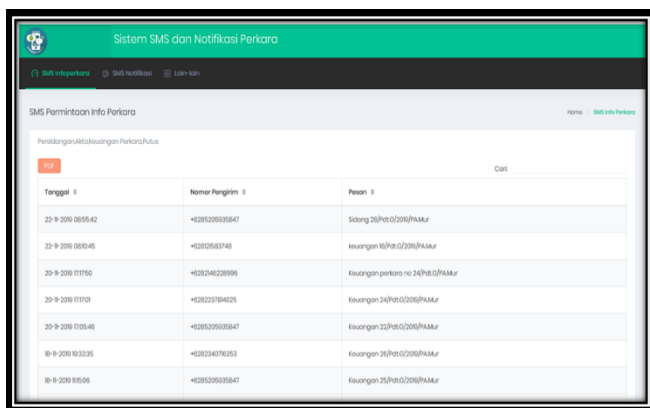 Sistem SMS dan Notifikasi Perkara
SMS Infoperkara SMS Notifikasi Lain-lain
SMS Permintaan Info Perkara Home SMS Info Perkara
Persidangan,Akta,Keuangan Perkara,Putus
PDF
Cari:
Tanggal Nomor Pengirim Pesan
22-11-2019 08:55:42 +6285205935847 Sidang 28/Pdt.G/2019/PA.Mur
22-11-2019 08:10:45 +628121583748 keuangan 16/Pdt.G/2019/PA.Mur
20-11-2019 17:17:50 +6282146228996 Keuangan perkara no 24/Pdt.G/PA.Mur
20-11-2019 17:17:01 +6282237814025 Keuangan 24/Pdt.G/2019/PA.Mur
20-11-2019 17:05:46 +6285205935847 Keuangan 22/Pdt.G/2019/PA.Mur
18-11-2019 19:33:35 +6282340716353 Keuangan 26/Pdt.G/2019/PA.Mur
18-11-2019 11:15:06 +6285205935847 Keuangan 25/Pdt.G/2019/PA.Mur